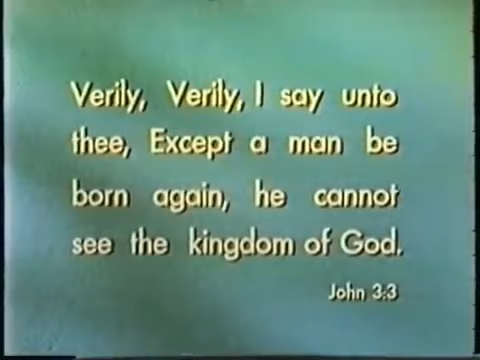 Verily, Verily, I say unto
thee, Except a man be
born again, he cannot
see the kingdom of God.
John 3:3